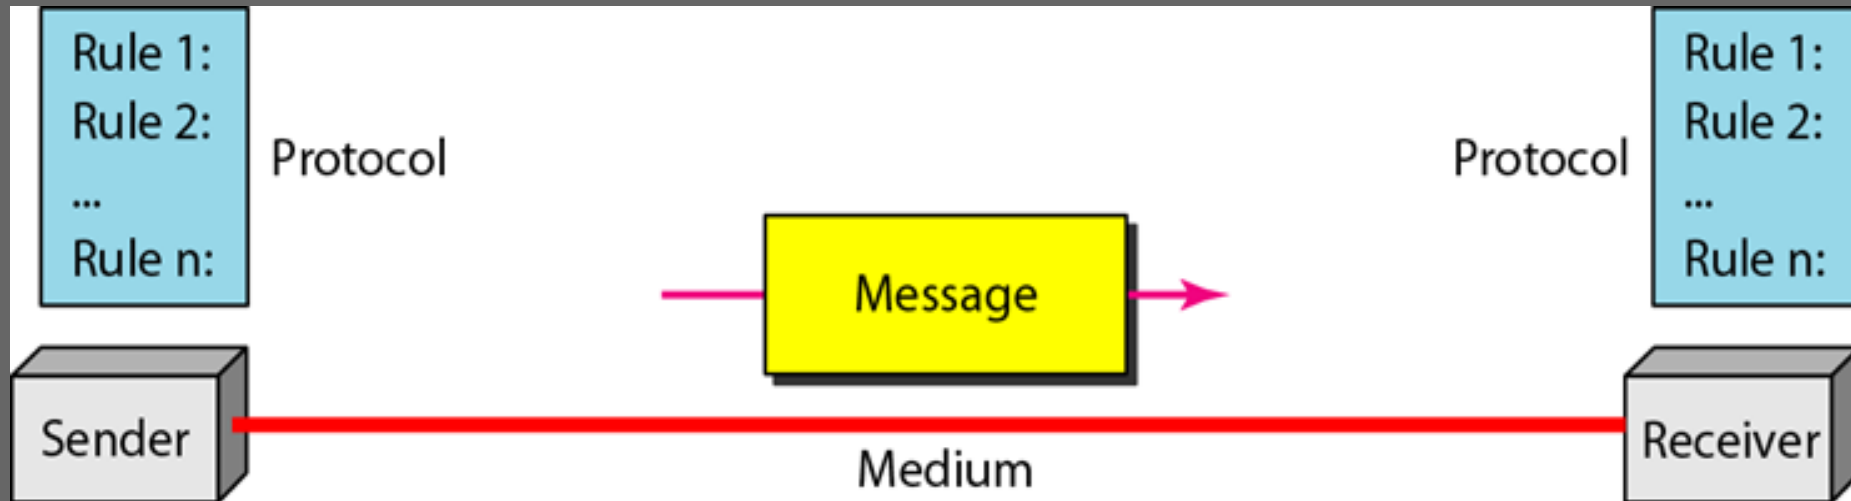 Rule 1:
Rule 2:
...
Rule n:
Protocol
Message
Protocol
Rule 1:
Rule 2:
...
Rule n:
Sender
Medium
Receiver